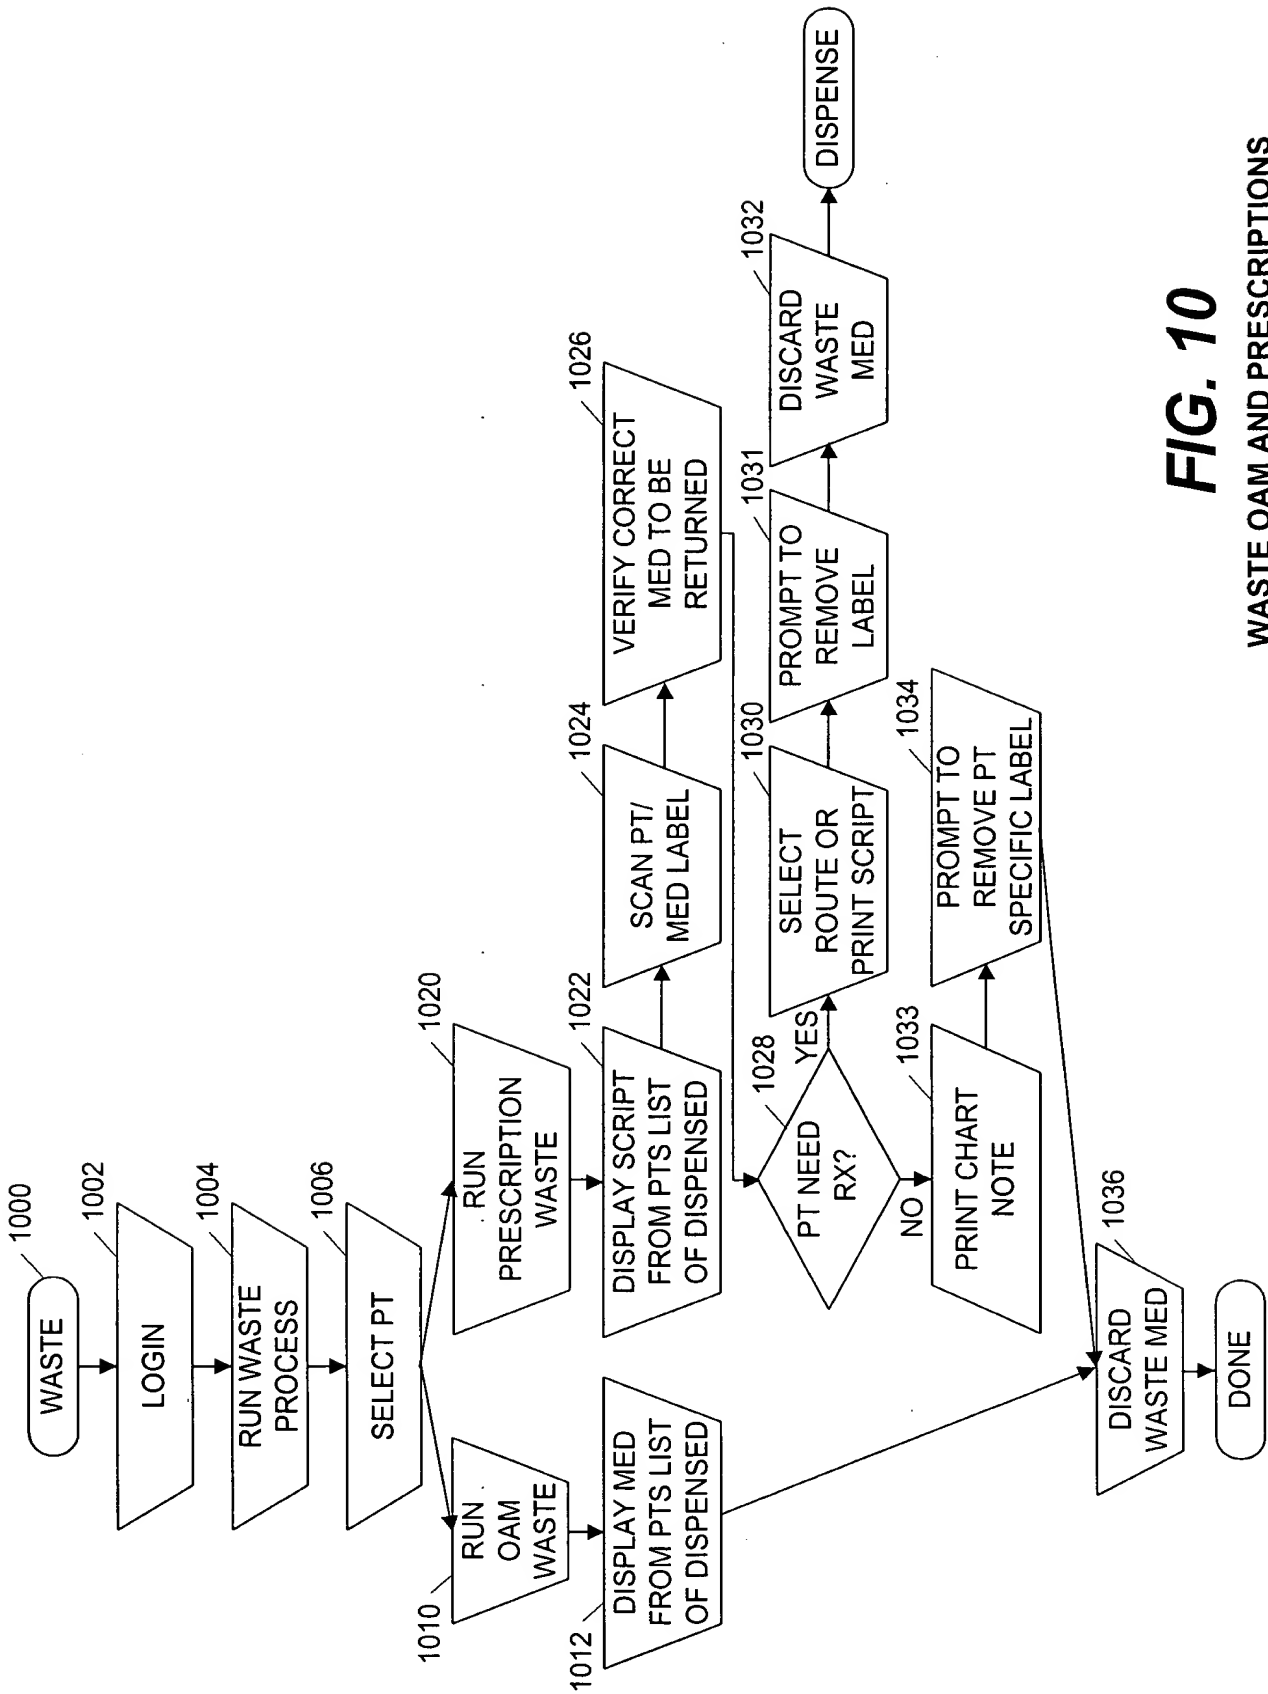 WASTE
1000
LOGIN
1002
RUN WASTE
PROCESS
1004
SELECT PT
1006
RUN
OAM
WASTE
1010
DISPLAY MED
FROM PTS LIST
OF DISPENSED
1012
RUN
PRESCRIPTION
WASTE
1020
DISPLAY SCRIPT
FROM PTS LIST
OF DISPENSED
1022
SCAN PT/
MED LABEL
1024
VERIFY CORRECT
MED TO BE
RETURNED
1026
PT NEED
RX?
1028
YES
NO
SELECT
ROUTE OR
PRINT SCRIPT
1030
PROMPT TO
REMOVE
LABEL
1031
DISCARD
WASTE
MED
1032
DISPENSE
PRINT CHART
NOTE
1033
PROMPT TO
REMOVE PT
SPECIFIC LABEL
1034
DISCARD
WASTE MED
1036
DONE
FIG. 10
WASTE OAM AND PRESCRIPTIONS